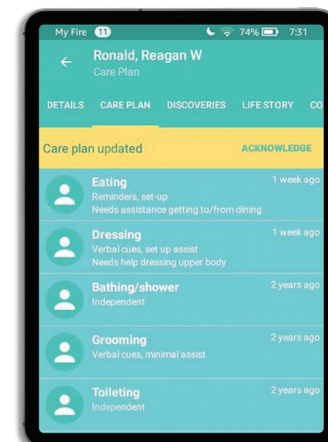 My Fire 11 74% 7:31
Ronald, Reagan W
Care Plan
DETAILS CARE PLAN DISCOVERIES LIFE STORY CO
Care plan updated ACKNOWLEDGE
Eating 1 week ago
Reminders, set-up
Needs assistance getting to/from dining
Dressing 1 week ago
Verbal cues, set up assist
Needs help dressing upper body
Bathing/shower 2 years ago
Independent
Grooming 2 years ago
Verbal cues, minimal assist
Toileting 2 years ago
Independent